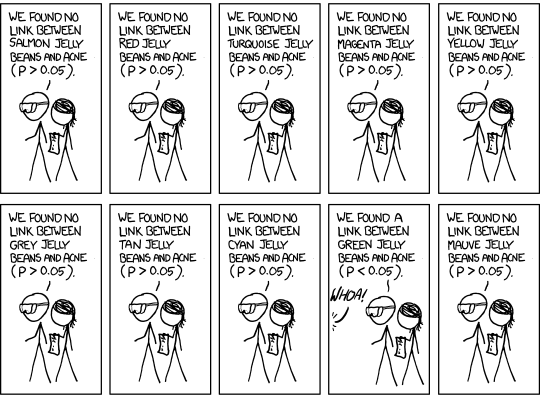 WE FOUND NO
LINK BETWEEN
SALMON JELLY
BEANS AND ACNE
(P > 0.05).
WE FOUND NO
LINK BETWEEN
RED JELLY
BEANS AND ACNE
(P > 0.05).
WE FOUND NO
LINK BETWEEN
TURQUOISE JELLY
BEANS AND ACNE
(P > 0.05).
WE FOUND NO
LINK BETWEEN
MAGENTA JELLY
BEANS AND ACNE
(P > 0.05).
WE FOUND NO
LINK BETWEEN
YELLOW JELLY
BEANS AND ACNE
(P > 0.05).
WE FOUND NO
LINK BETWEEN
GREY JELLY
BEANS AND ACNE
(P > 0.05).
WE FOUND NO
LINK BETWEEN
TAN JELLY
BEANS AND ACNE
(P > 0.05).
WE FOUND NO
LINK BETWEEN
CYAN JELLY
BEANS AND ACNE
(P > 0.05).
WE FOUND A
LINK BETWEEN
GREEN JELLY
BEANS AND ACNE
(P < 0.05).
WHOA!
WE FOUND NO
LINK BETWEEN
MAUVE JELLY
BEANS AND ACNE
(P > 0.05).